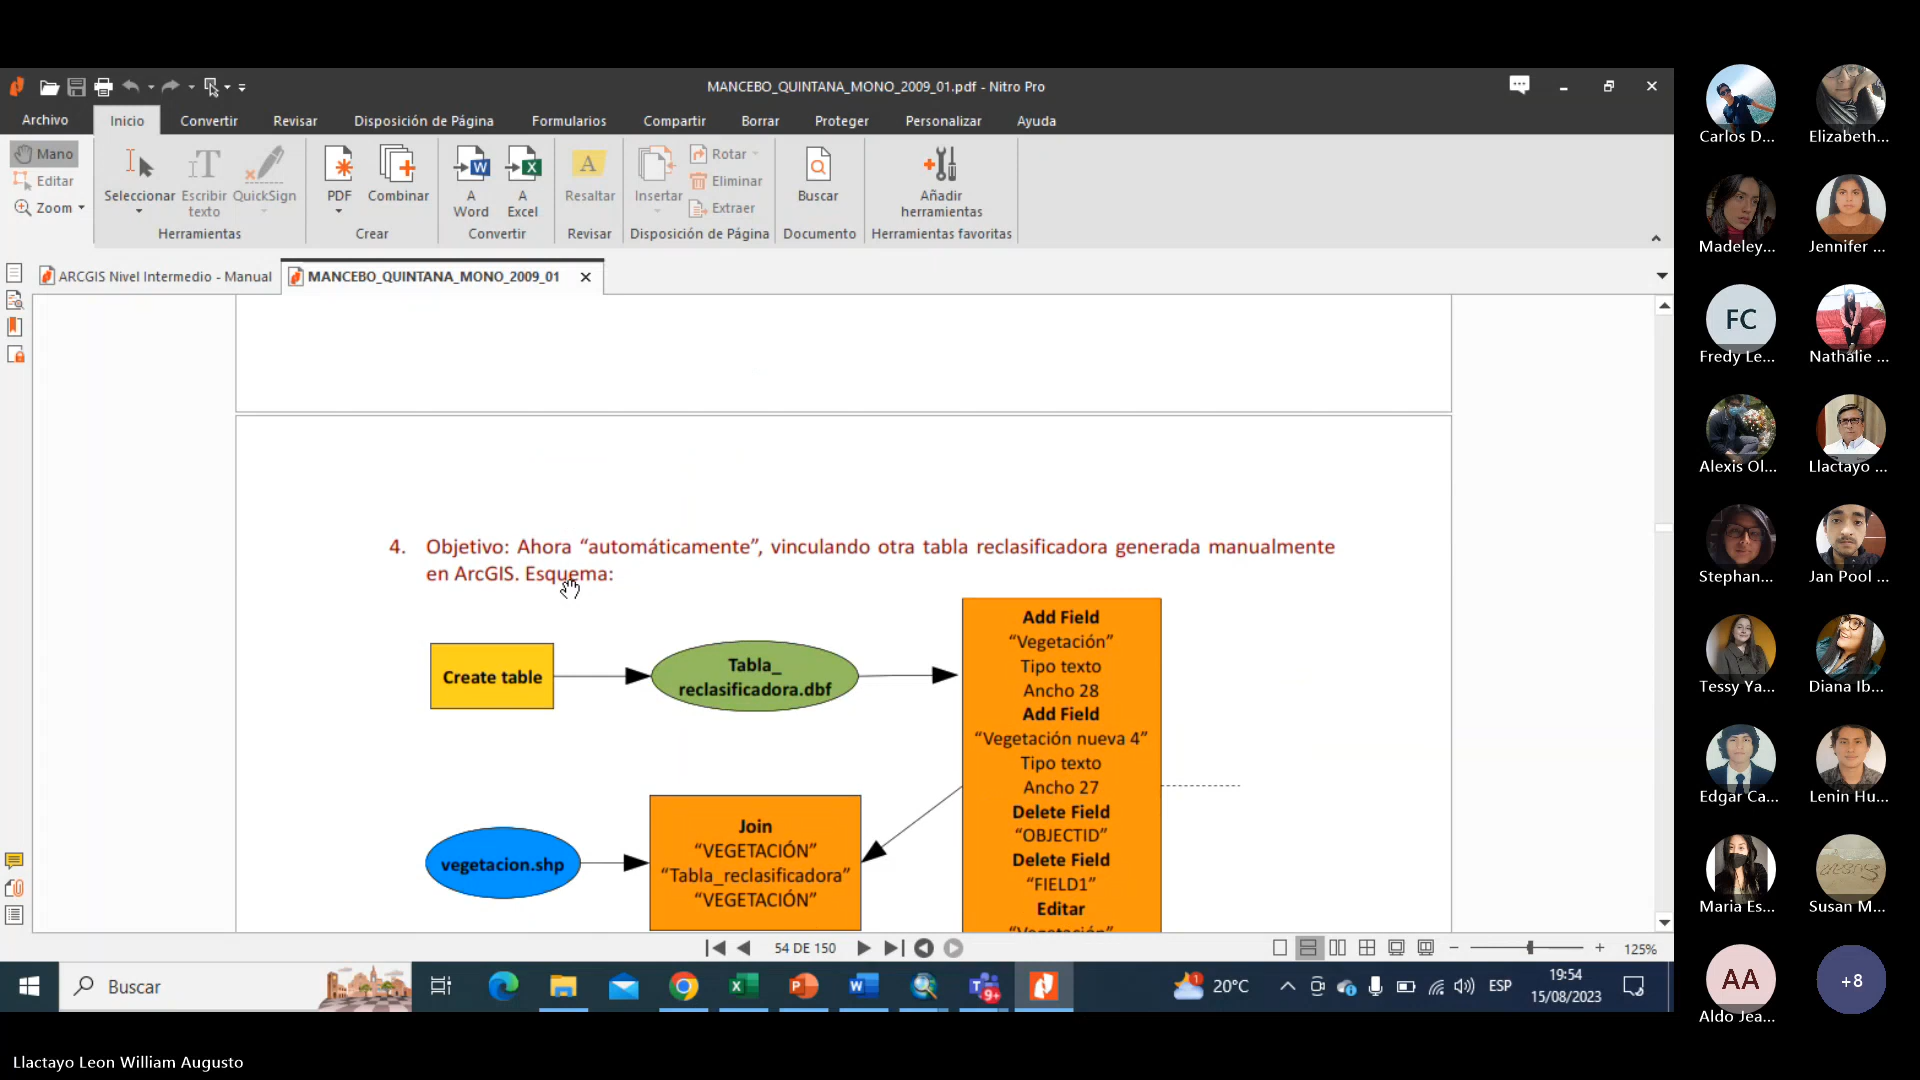 MANCEBO_QUINTANA_MONO_2009_01.pdf - Nitro Pro
Archivo Inicio Convertir Revisar Disposición de Página Formularios Compartir Borrar Proteger Personalizar Ayuda
Mano
Editar
Zoom
Seleccionar
Escribir texto
QuickSign
Herramientas
PDF
Combinar
Crear
A Word
A Excel
Convertir
Resaltar
Revisar
Insertar
Rotar
Eliminar
Extraer
Disposición de Página
Buscar
Documento
Añadir herramientas
Herramientas favoritas
ARCGIS Nivel Intermedio - Manual
MANCEBO_QUINTANA_MONO_2009_01
4. Objetivo: Ahora “automáticamente”, vinculando otra tabla reclasificadora generada manualmente
en ArcGIS. Esquema:
Create table
Tabla_
reclasificadora.dbf
Add Field
“Vegetación”
Tipo texto
Ancho 28
Add Field
“Vegetación nueva 4”
Tipo texto
Ancho 27
Delete Field
“OBJECTID”
Delete Field
“FIELD1”
Editar
“Vegetación”
vegetacion.shp
Join
“VEGETACIÓN”
“Tabla_reclasificadora”
“VEGETACIÓN”
54 DE 150
125%
Buscar
20°C
ESP
19:54
15/08/2023
Carlos D...
Elizabeth...
Madeley...
Jennifer ...
FC
Fredy Le...
Nathalie ...
Alexis Ol...
Llactayo ...
Stephan...
Jan Pool ...
Tessy Ya...
Diana Ib...
Edgar Ca...
Lenin Hu...
Maria Es...
Susan M...
AA
Aldo Jea...
+8
Llactayo Leon William Augusto